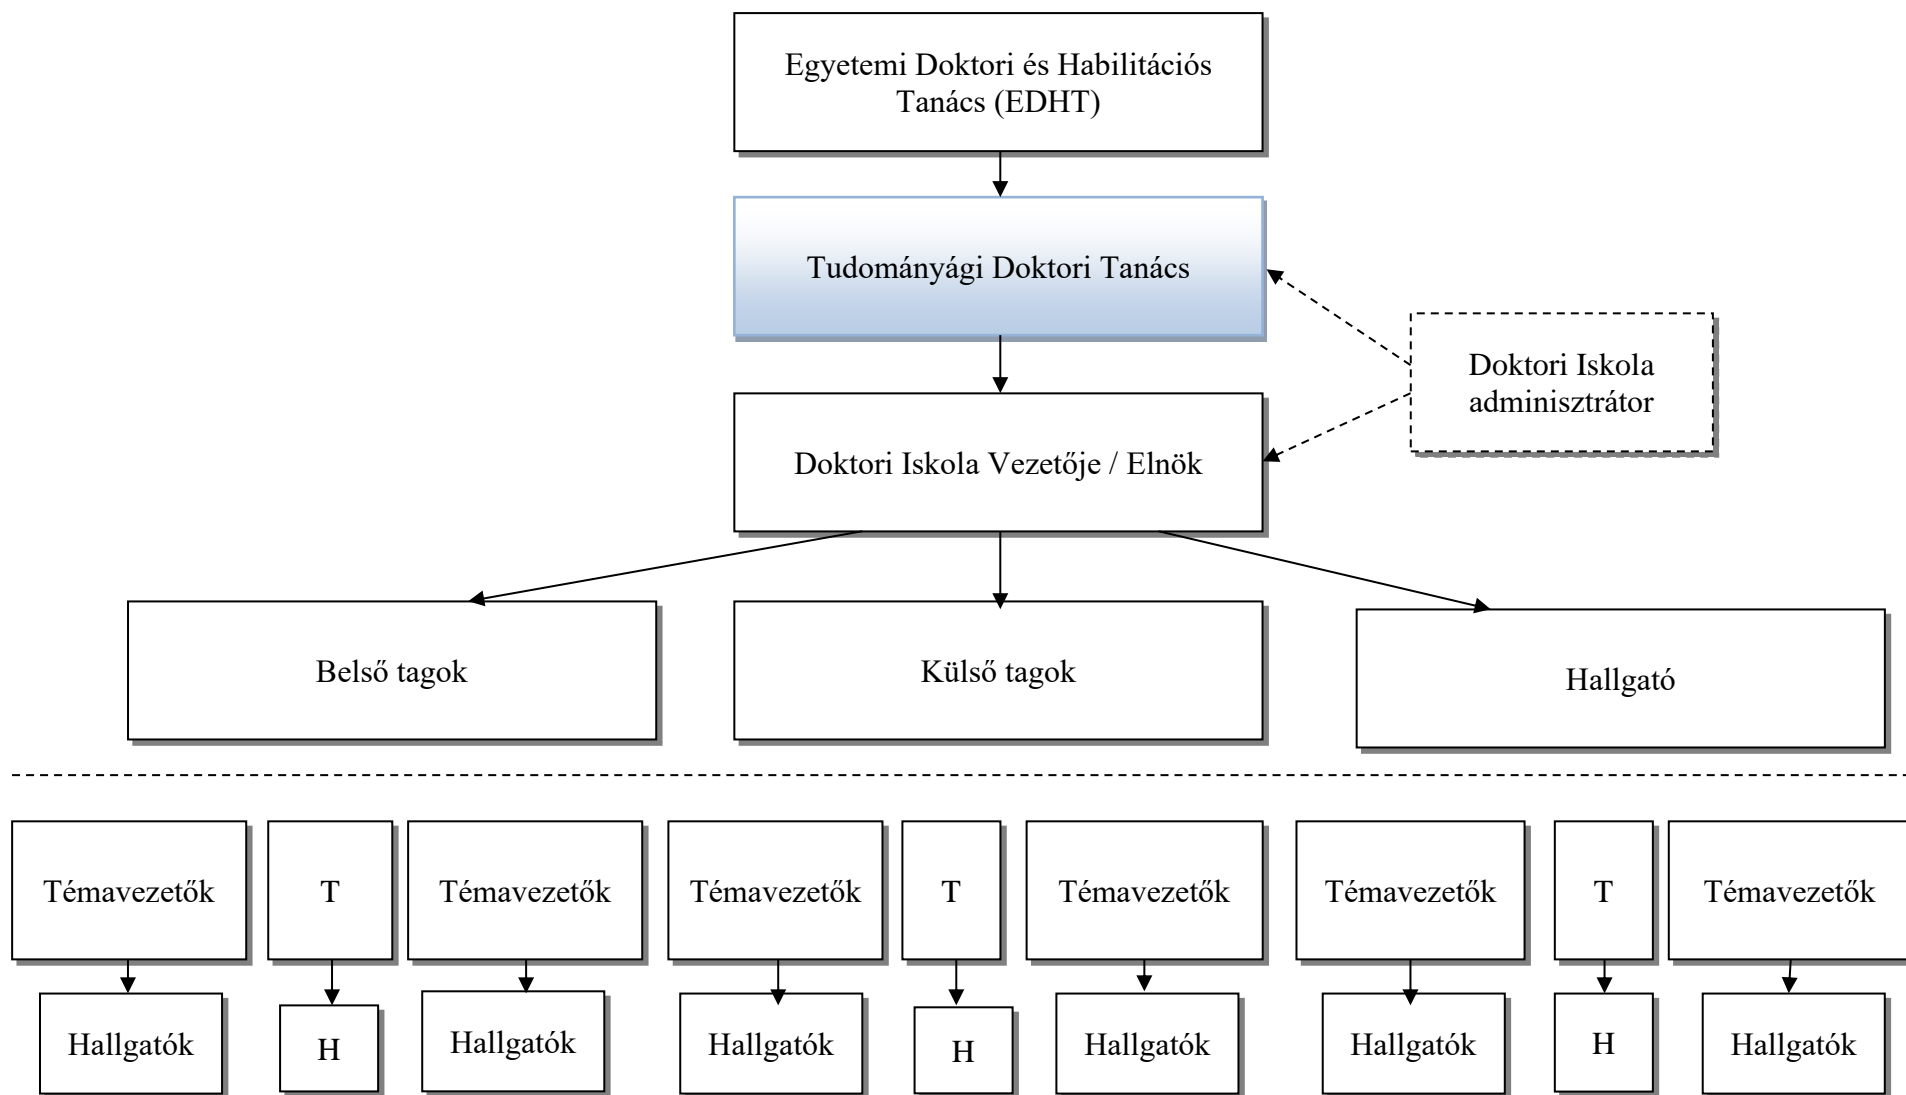 Egyetemi Doktori és Habilitációs
Tanács (EDHT)
Tudományági Doktori Tanács
Doktori Iskola
adminisztrátor
Doktori Iskola Vezetője / Elnök
Belső tagok
Külső tagok
Hallgató
Témavezetők
T
Témavezetők
Témavezetők
T
Témavezetők
Témavezetők
T
Témavezetők
Hallgatók
H
Hallgatók
Hallgatók
H
Hallgatók
Hallgatók
H
Hallgatók